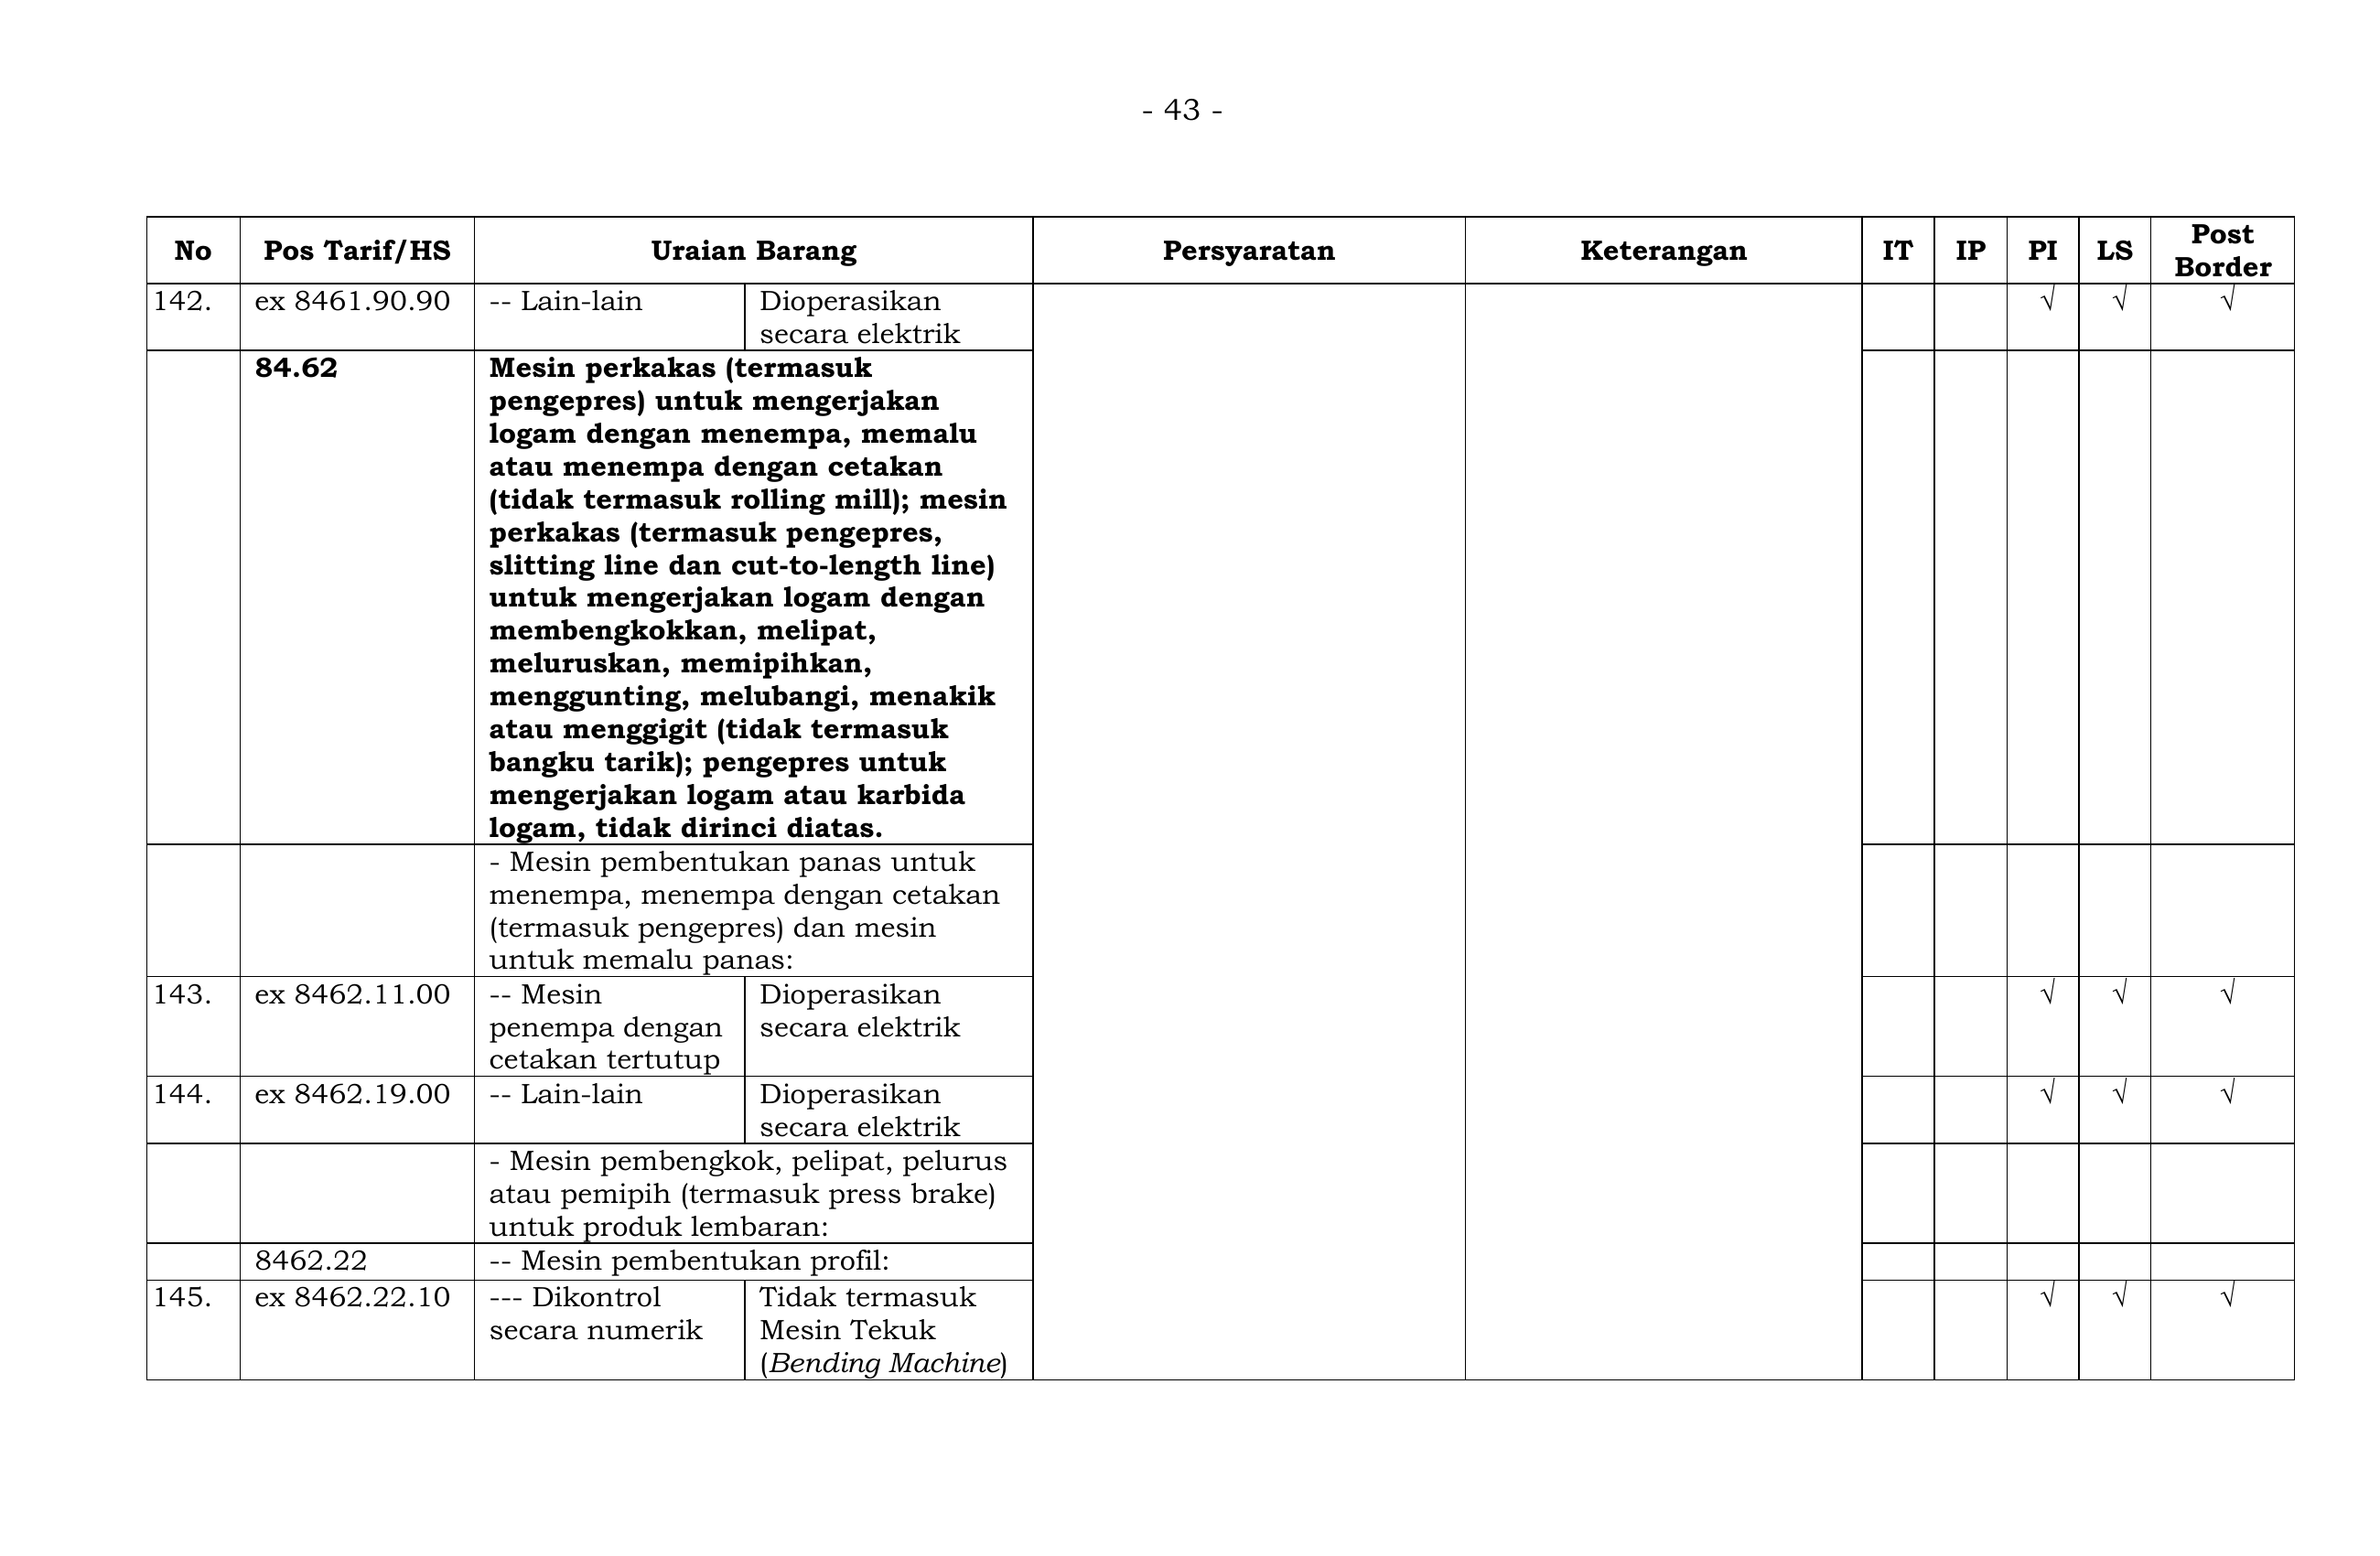 - 43 -
No Pos Tarif/HS Uraian Barang Persyaratan Keterangan IT IP PI LS Post Border
142. ex 8461.90.90 -- Lain-lain Dioperasikan √ √ √
secara elektrik
84.62 Mesin perkakas (termasuk
pengepres) untuk mengerjakan
logam dengan menempa, memalu
atau menempa dengan cetakan
(tidak termasuk rolling mill); mesin
perkakas (termasuk pengepres,
slitting line dan cut-to-length line)
untuk mengerjakan logam dengan
membengkokkan, melipat,
meluruskan, memipihkan,
menggunting, melubangi, menakik
atau menggigit (tidak termasuk
bangku tarik); pengepres untuk
mengerjakan logam atau karbida
logam, tidak dirinci diatas.
- Mesin pembentukan panas untuk
menempa, menempa dengan cetakan
(termasuk pengepres) dan mesin
untuk memalu panas:
143. ex 8462.11.00 -- Mesin Dioperasikan √ √ √
penempa dengan secara elektrik
cetakan tertutup
144. ex 8462.19.00 -- Lain-lain Dioperasikan √ √ √
secara elektrik
- Mesin pembengkok, pelipat, pelurus
atau pemipih (termasuk press brake)
untuk produk lembaran:
8462.22 -- Mesin pembentukan profil:
145. ex 8462.22.10 --- Dikontrol Tidak termasuk √ √ √
secara numerik Mesin Tekuk
(Bending Machine)